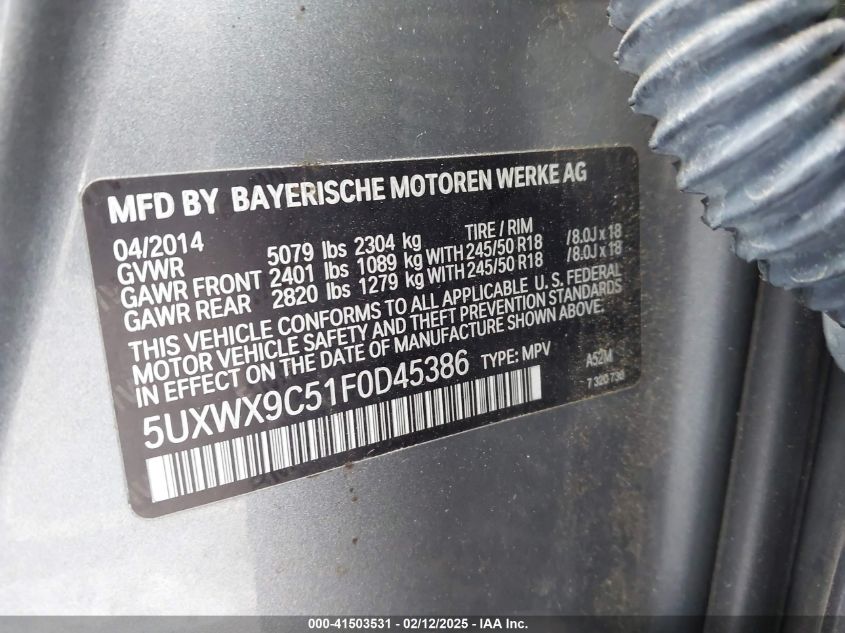 MFD BY BAYERISCHE MOTOREN WERKE AG
04/2014 TIRE / RIM
GVWR 5079 lbs 2304 kg
GAWR FRONT 2401 lbs 1089 kg WITH 245/50 R18 /8.0J x 18
GAWR REAR 2820 lbs 1279 kg WITH 245/50 R18 /8.0J x 18
THIS VEHICLE CONFORMS TO ALL APPLICABLE U. S. FEDERAL
MOTOR VEHICLE SAFETY AND THEFT PREVENTION STANDARDS
IN EFFECT ON THE DATE OF MANUFACTURE SHOWN ABOVE.
5UXWX9C51F0D45386 TYPE: MPV A52M
7 320 736
000-41503531 - 02/12/2025 - IAA Inc.